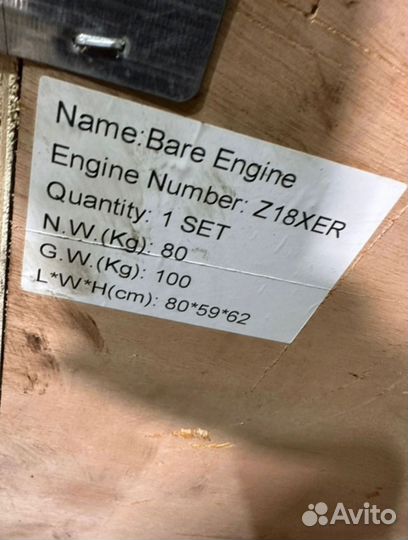 Name:Bare Engine
Engine Number: Z18XER
Quantity: 1 SET
N.W.(Kg): 80
G.W.(Kg): 100
L*W*H(cm): 80*59*62
Avito